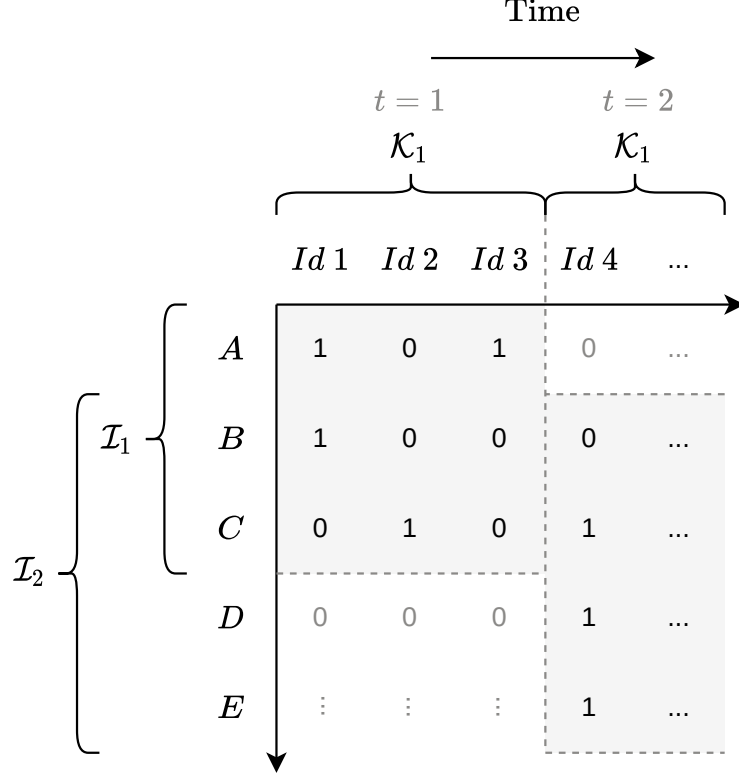 Time
t = 1 t = 2
𝒦₁ 𝒦₁
Id 1 Id 2 Id 3 Id 4 ...
A 1 0 1 0 ...
B 1 0 0 0 ...
ℐ₁
C 0 1 0 1 ...
ℐ₂
D 0 0 0 1 ...
E ⋮ ⋮ ⋮ 1 ...